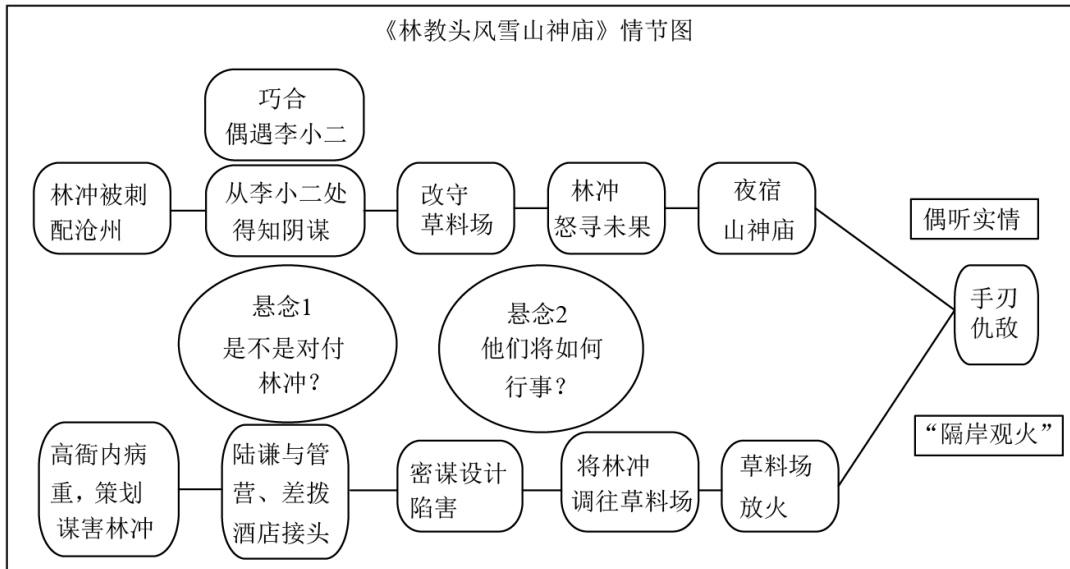 《林教头风雪山神庙》情节图
巧合
偶遇李小二
林冲被刺
配沧州
从李小二处
得知阴谋
改守
草料场
林冲
怒寻未果
夜宿
山神庙
偶听实情
悬念1
是不是对付
林冲？
悬念2
他们将如何
行事？
手刃
仇敌
高衙内病
重，策划
谋害林冲
陆谦与管
营、差拨
酒店接头
密谋设计
陷害
将林冲
调往草料场
草料场
放火
“隔岸观火”